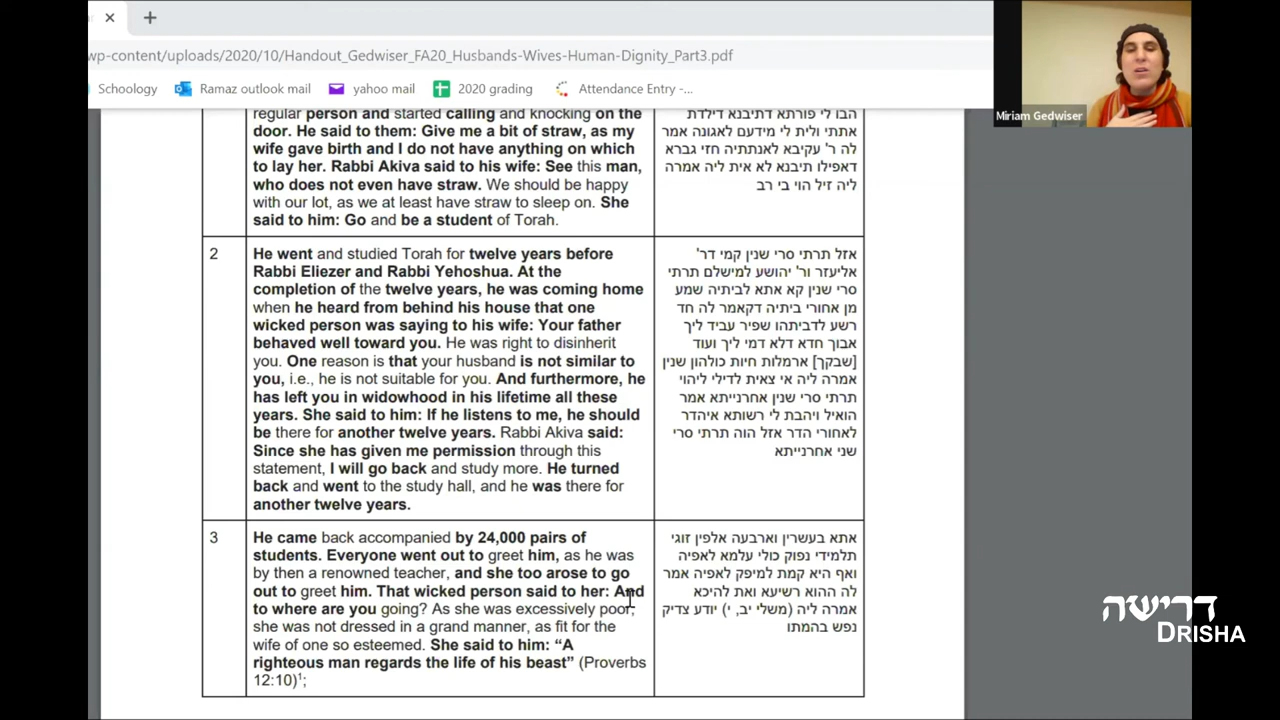 wp-content/uploads/2020/10/Handout_Gedwiser_FA20_Husbands-Wives-Human-Dignity_Part3.pdf
Schoology Ramaz outlook mail yahoo mail 2020 grading Attendance Entry -...
Miriam Gedwiser
regular person and started calling and knocking on the
door. He said to them: Give me a bit of straw, as my
wife gave birth and I do not have anything on which
to lay her. Rabbi Akiva said to his wife: See this man,
who does not even have straw. We should be happy
with our lot, as we at least have straw to sleep on. She
said to him: Go and be a student of Torah.
הבו לי פורתא דתיבנא דילדת
אתתי ולית לי מידעם לאגונה אמר
לה ר' עקיבא לאנתתיה חזי גברא
דאפילו תיבנא לא אית ליה אמרה
ליה זיל הוי בי רב
2
He went and studied Torah for twelve years before
Rabbi Eliezer and Rabbi Yehoshua. At the
completion of the twelve years, he was coming home
when he heard from behind his house that one
wicked person was saying to his wife: Your father
behaved well toward you. He was right to disinherit
you. One reason is that your husband is not similar to
you, i.e., he is not suitable for you. And furthermore, he
has left you in widowhood in his lifetime all these
years. She said to him: If he listens to me, he should
be there for another twelve years. Rabbi Akiva said:
Since she has given me permission through this
statement, I will go back and study more. He turned
back and went to the study hall, and he was there for
another twelve years.
אזל תרתי סרי שנין קמי דר'
אליעזר ור' יהושע למישלם תרתי
סרי שנין קא אתא לביתיה שמע
מן אחורי ביתיה דקאמר לה חד
רשע לדביתהו שפיר עביד ליך
אבוך חדא דלא דמי ליך ועוד
[שבקך] ארמלות חיות כולהון שנין
אמרה ליה אי צאית לדילי ליהוי
תרתי סרי שנין אחרנייתא אמר
הואיל ויהבת לי רשותא איהדר
לאחורי הדר אזל הוה תרתי סרי
שני אחרנייתא
3
He came back accompanied by 24,000 pairs of
students. Everyone went out to greet him, as he was
by then a renowned teacher, and she too arose to go
out to greet him. That wicked person said to her: And
to where are you going? As she was excessively poor,
she was not dressed in a grand manner, as fit for the
wife of one so esteemed. She said to him: “A
righteous man regards the life of his beast” (Proverbs
12:10)¹;
אתא בעשרין וארבעה אלפין זוגי
תלמידי נפוק כולי עלמא לאפיה
ואף היא קמת למיפק לאפיה אמר
לה ההוא רשיעא ואת להיכא
אמרה ליה (משלי יב, י) יודע צדיק
נפש בהמתו
דרישה
DRISHA